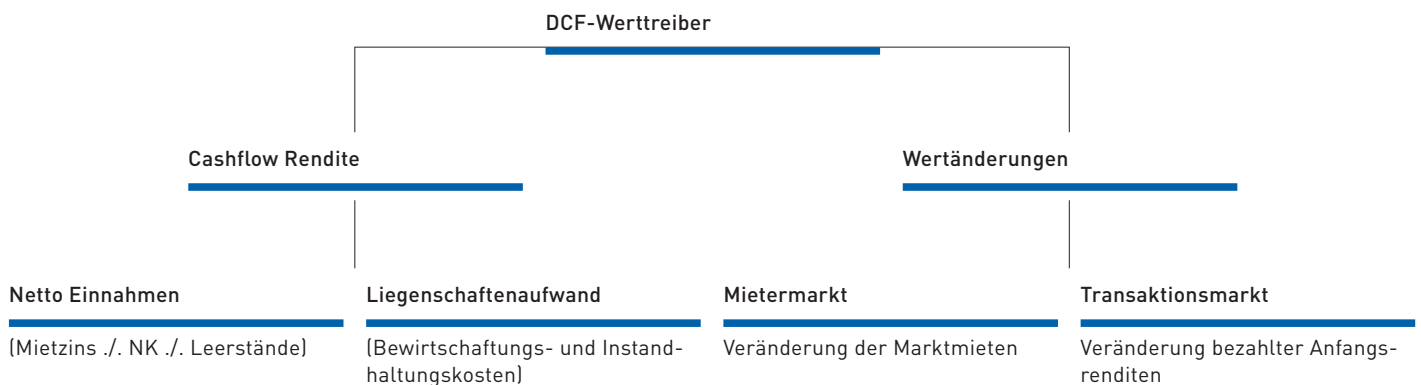 DCF-Werttreiber
Cashflow Rendite
Wertänderungen
Netto Einnahmen
(Mietzins ./. NK ./. Leerstände)
Liegenschaftenaufwand
(Bewirtschaftungs- und Instand-
haltungskosten)
Mietermarkt
Veränderung der Marktmieten
Transaktionsmarkt
Veränderung bezahlter Anfangs-
renditen